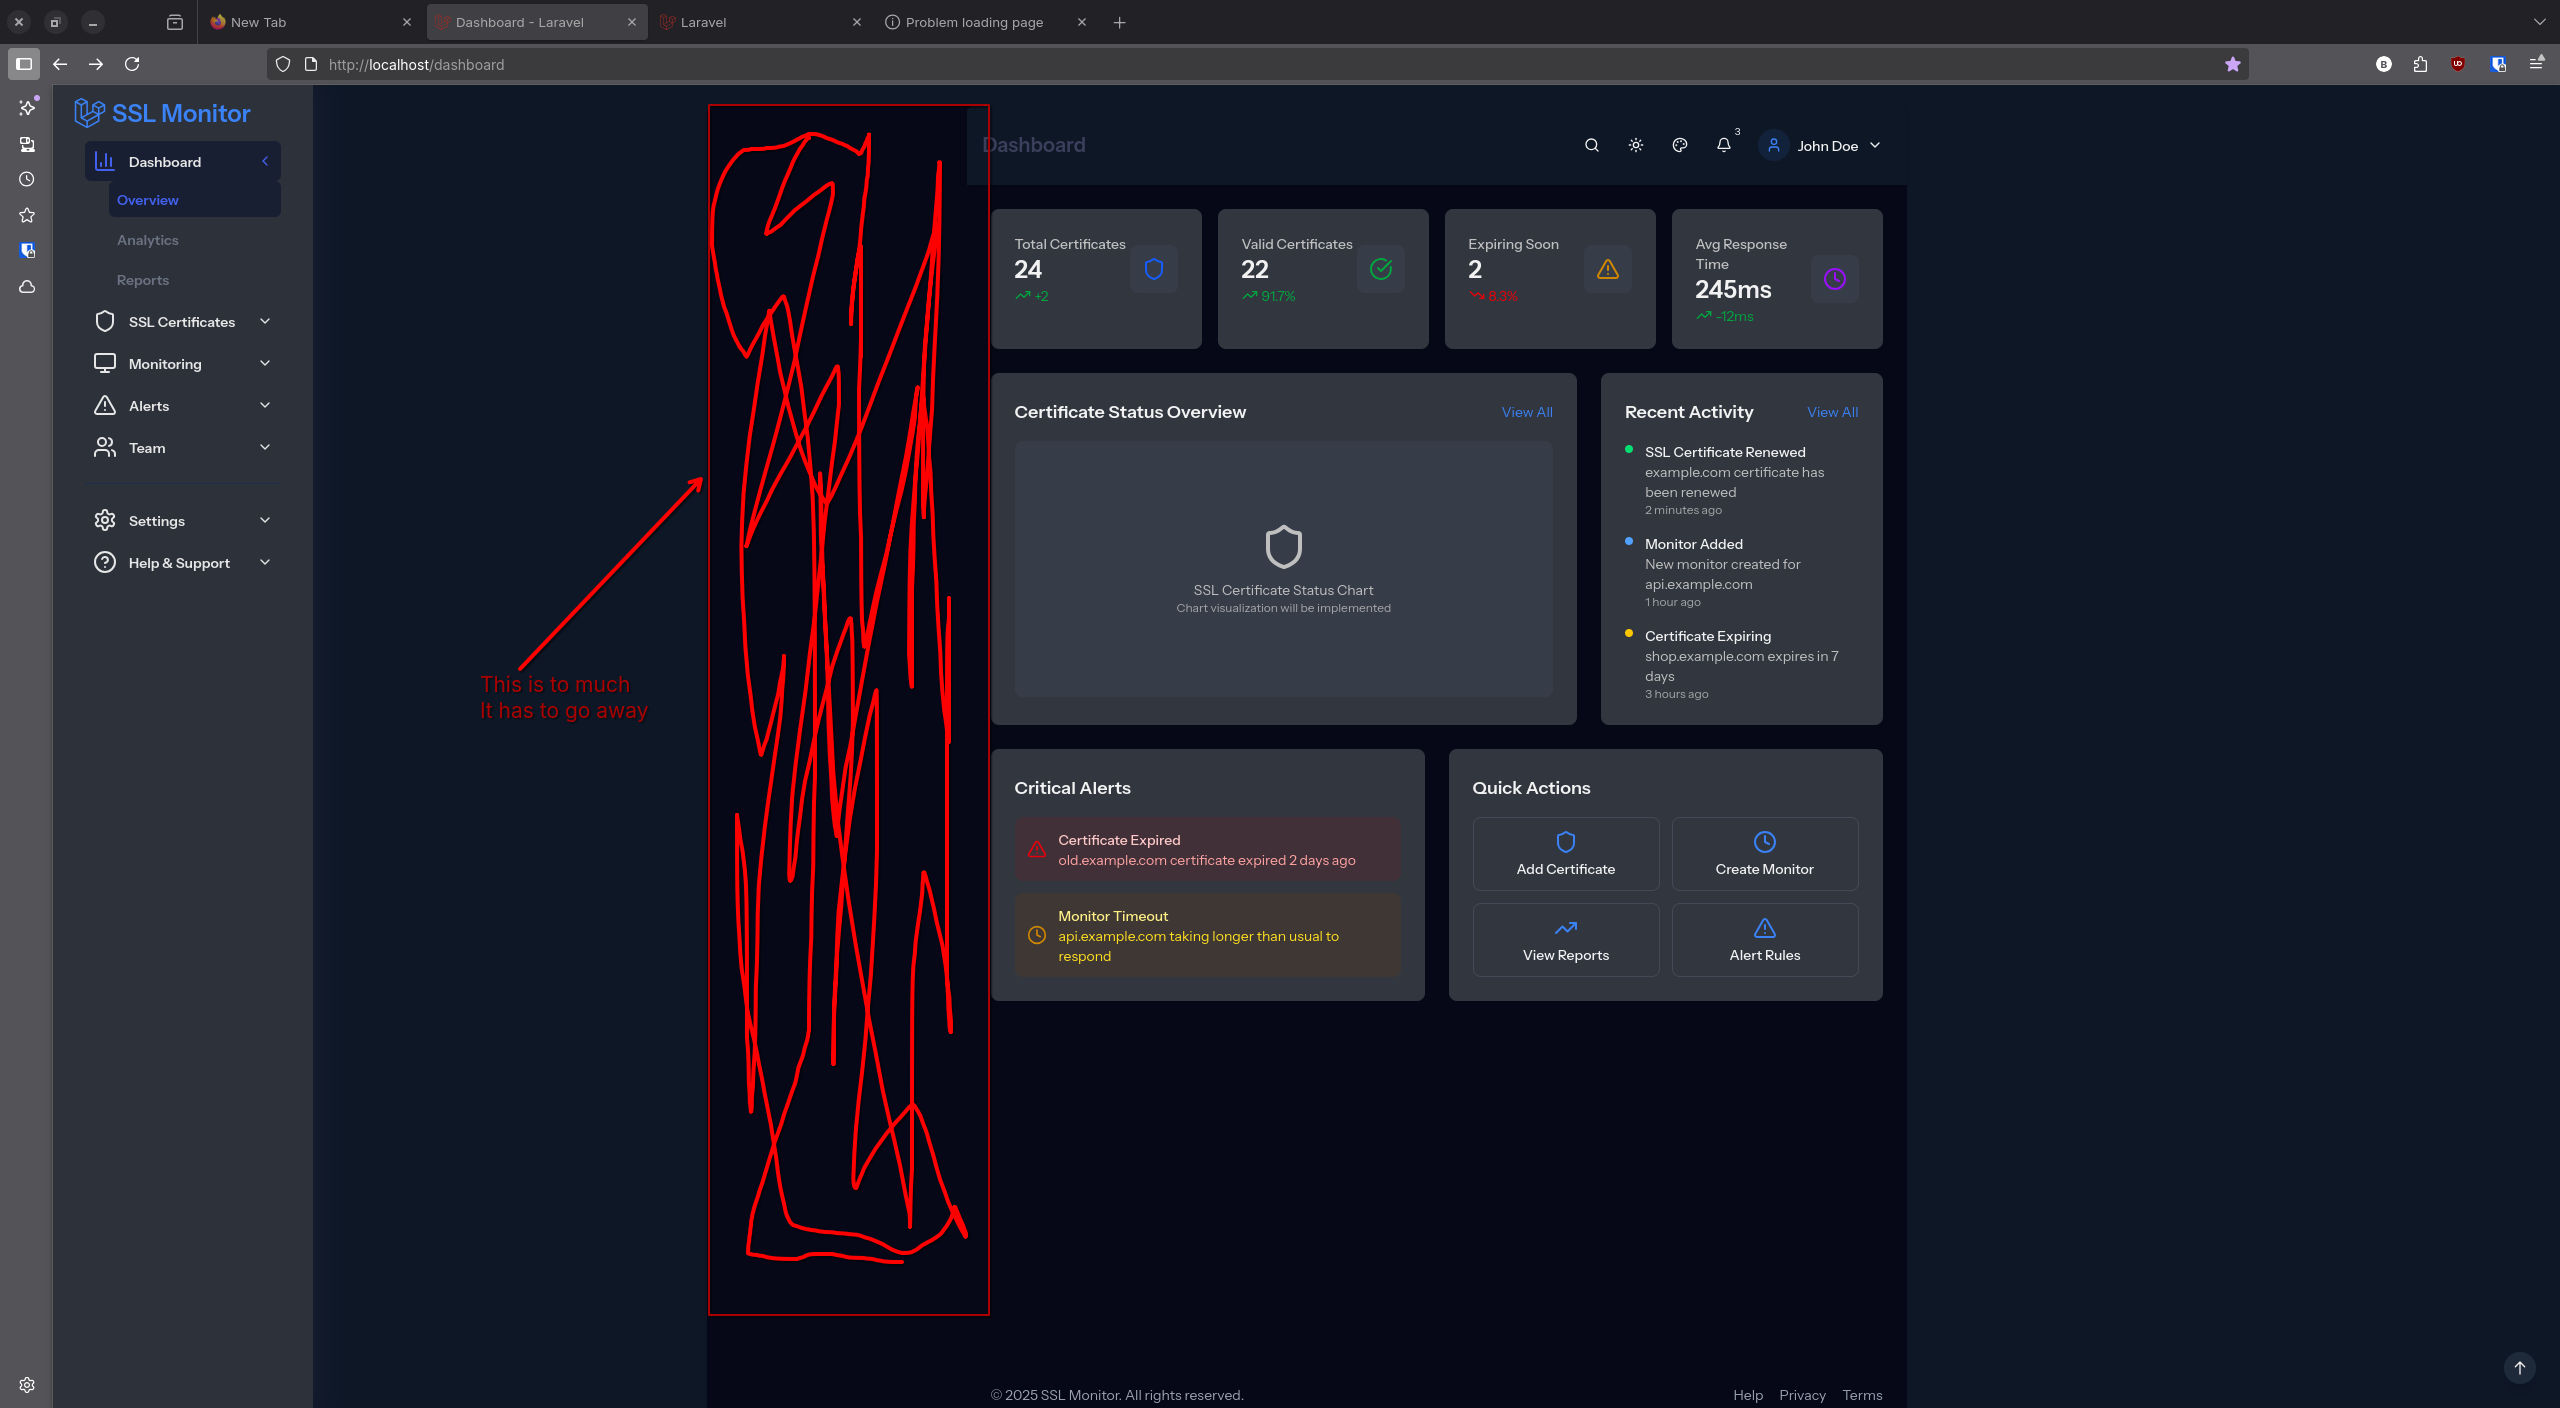 New Tab
Dashboard - Laravel
Laravel
Problem loading page
http://localhost/dashboard
SSL Monitor
Dashboard
Overview
Analytics
Reports
SSL Certificates
Monitoring
Alerts
Team
Settings
Help & Support
This is to much
It has to go away
Dashboard
3
John Doe
Total Certificates
24
+2
Valid Certificates
22
91.7%
Expiring Soon
2
8.3%
Avg Response
Time
245ms
-12ms
Certificate Status Overview
View All
SSL Certificate Status Chart
Chart visualization will be implemented
Recent Activity
View All
SSL Certificate Renewed
example.com certificate has
been renewed
2 minutes ago
Monitor Added
New monitor created for
api.example.com
1 hour ago
Certificate Expiring
shop.example.com expires in 7
days
3 hours ago
Critical Alerts
Certificate Expired
old.example.com certificate expired 2 days ago
Monitor Timeout
api.example.com taking longer than usual to
respond
Quick Actions
Add Certificate
Create Monitor
View Reports
Alert Rules
© 2025 SSL Monitor. All rights reserved.
Help Privacy Terms